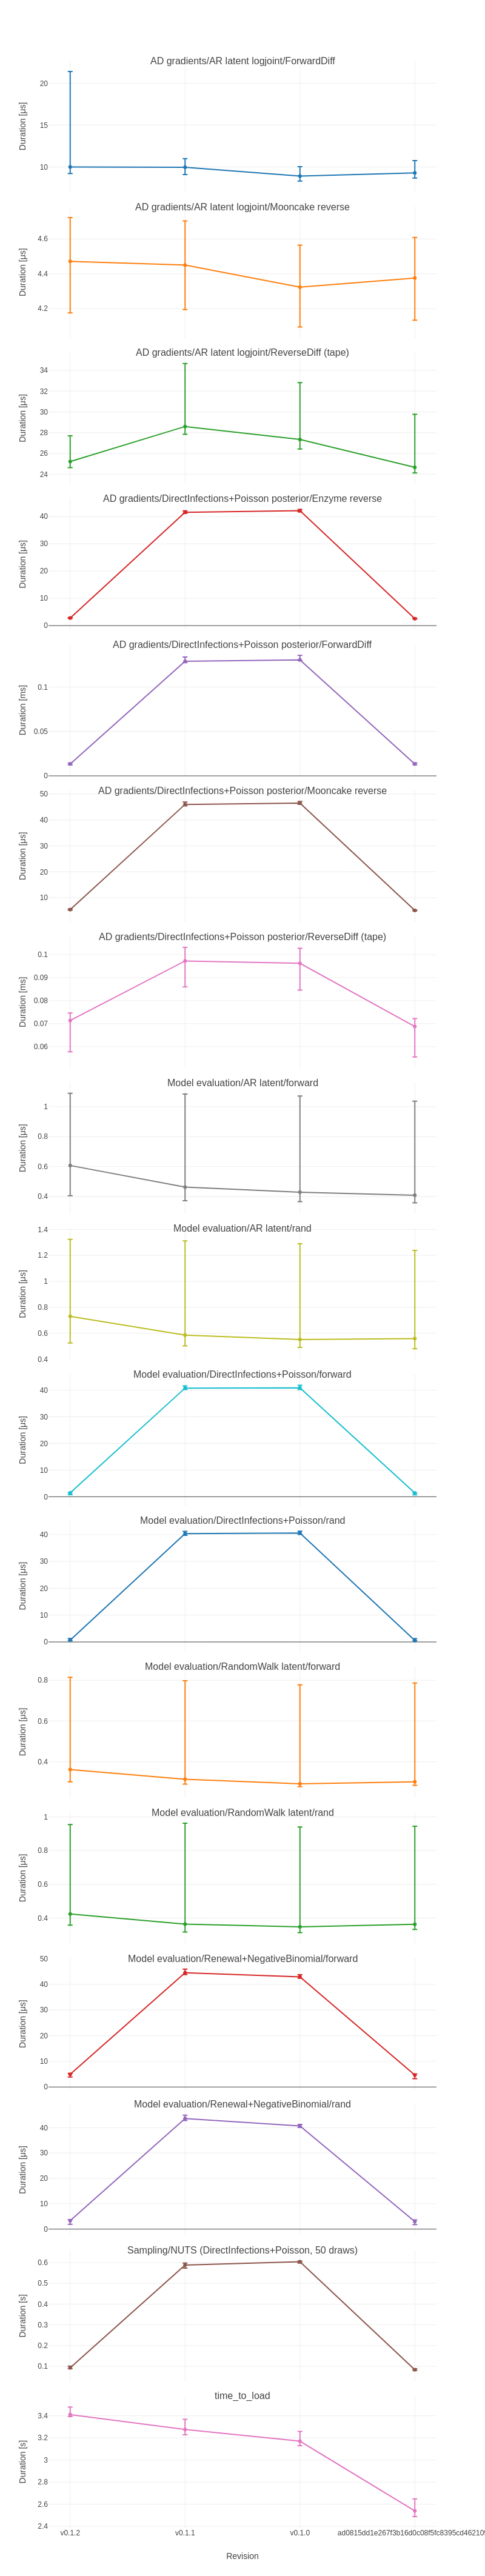 AD gradients/AR latent logjoint/ForwardDiff
20
15
10
Duration [μs]
AD gradients/AR latent logjoint/Mooncake reverse
4.6
4.4
4.2
Duration [μs]
AD gradients/AR latent logjoint/ReverseDiff (tape)
34
32
30
28
26
24
Duration [μs]
AD gradients/DirectInfections+Poisson posterior/Enzyme reverse
40
30
20
10
0
Duration [μs]
AD gradients/DirectInfections+Poisson posterior/ForwardDiff
0.1
0.05
0
Duration [ms]
AD gradients/DirectInfections+Poisson posterior/Mooncake reverse
50
40
30
20
10
Duration [μs]
AD gradients/DirectInfections+Poisson posterior/ReverseDiff (tape)
0.1
0.09
0.08
0.07
0.06
Duration [ms]
Model evaluation/AR latent/forward
1
0.8
0.6
0.4
Duration [μs]
Model evaluation/AR latent/rand
1.4
1.2
1
0.8
0.6
0.4
Duration [μs]
Model evaluation/DirectInfections+Poisson/forward
40
30
20
10
0
Duration [μs]
Model evaluation/DirectInfections+Poisson/rand
40
30
20
10
0
Duration [μs]
Model evaluation/RandomWalk latent/forward
0.8
0.6
0.4
Duration [μs]
Model evaluation/RandomWalk latent/rand
1
0.8
0.6
0.4
Duration [μs]
Model evaluation/Renewal+NegativeBinomial/forward
50
40
30
20
10
0
Duration [μs]
Model evaluation/Renewal+NegativeBinomial/rand
40
30
20
10
0
Duration [μs]
Sampling/NUTS (DirectInfections+Poisson, 50 draws)
0.6
0.5
0.4
0.3
0.2
0.1
Duration [s]
time_to_load
3.4
3.2
3
2.8
2.6
2.4
Duration [s]
v0.1.2 v0.1.1 v0.1.0 ad0815dd1e267f3b16d0c08f5fc8395cd46210
Revision